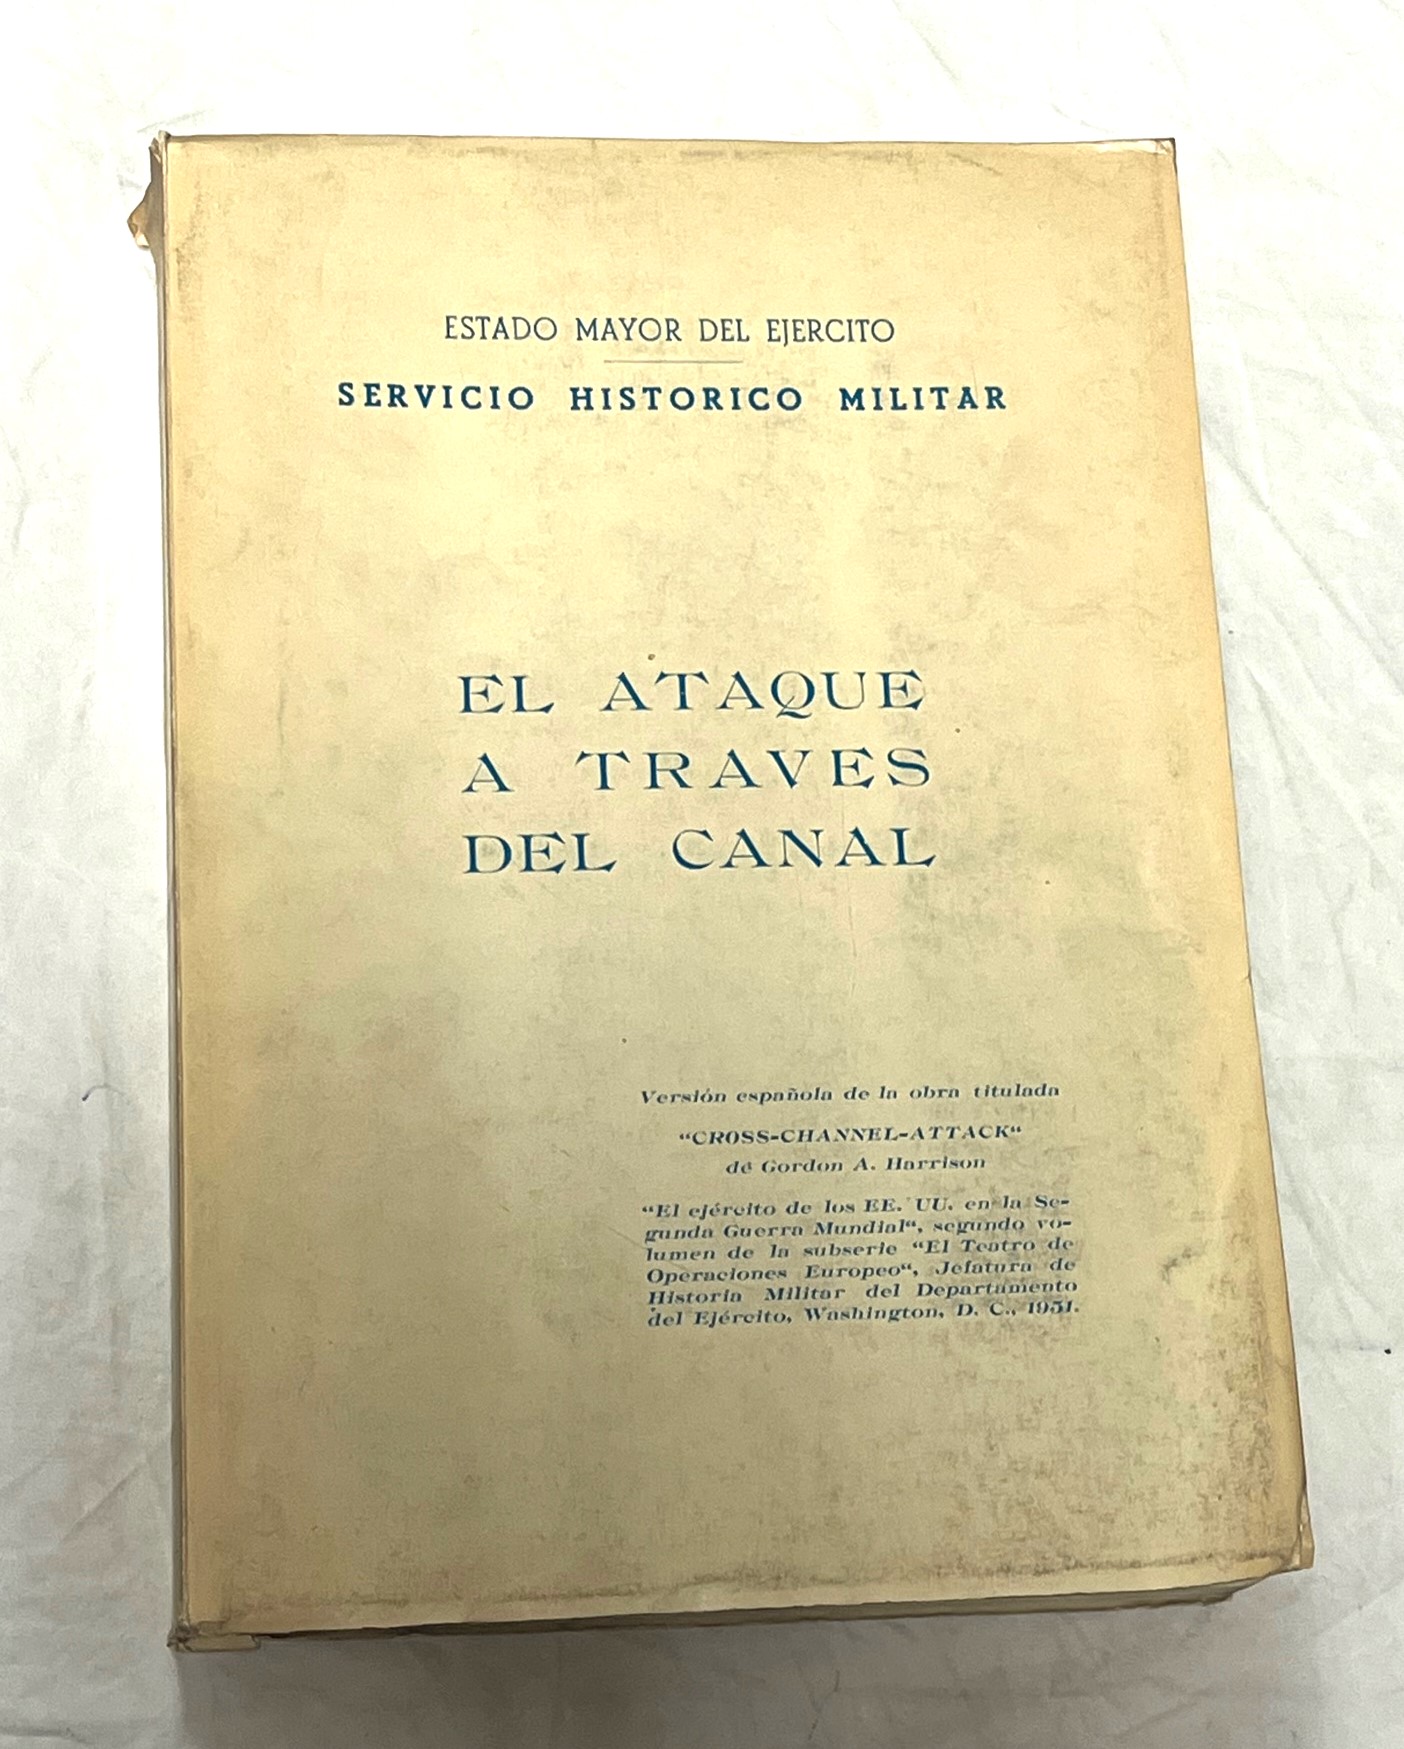 ESTADO MAYOR DEL EJERCITO
SERVICIO HISTORICO MILITAR
EL ATAQUE
A TRAVES
DEL CANAL
Versión española de la obra titulada
“CROSS-CHANNEL-ATTACK“
de Gordon A. Harrison
“El ejército de los EE. UU. en la Se-
gunda Guerra Mundial“, segundo vo-
lumen de la subserie “El Teatro de
Operaciones Europeo“, Jefatura de
Historia Militar del Departamento
del Ejército, Washington, D. C., 1951.